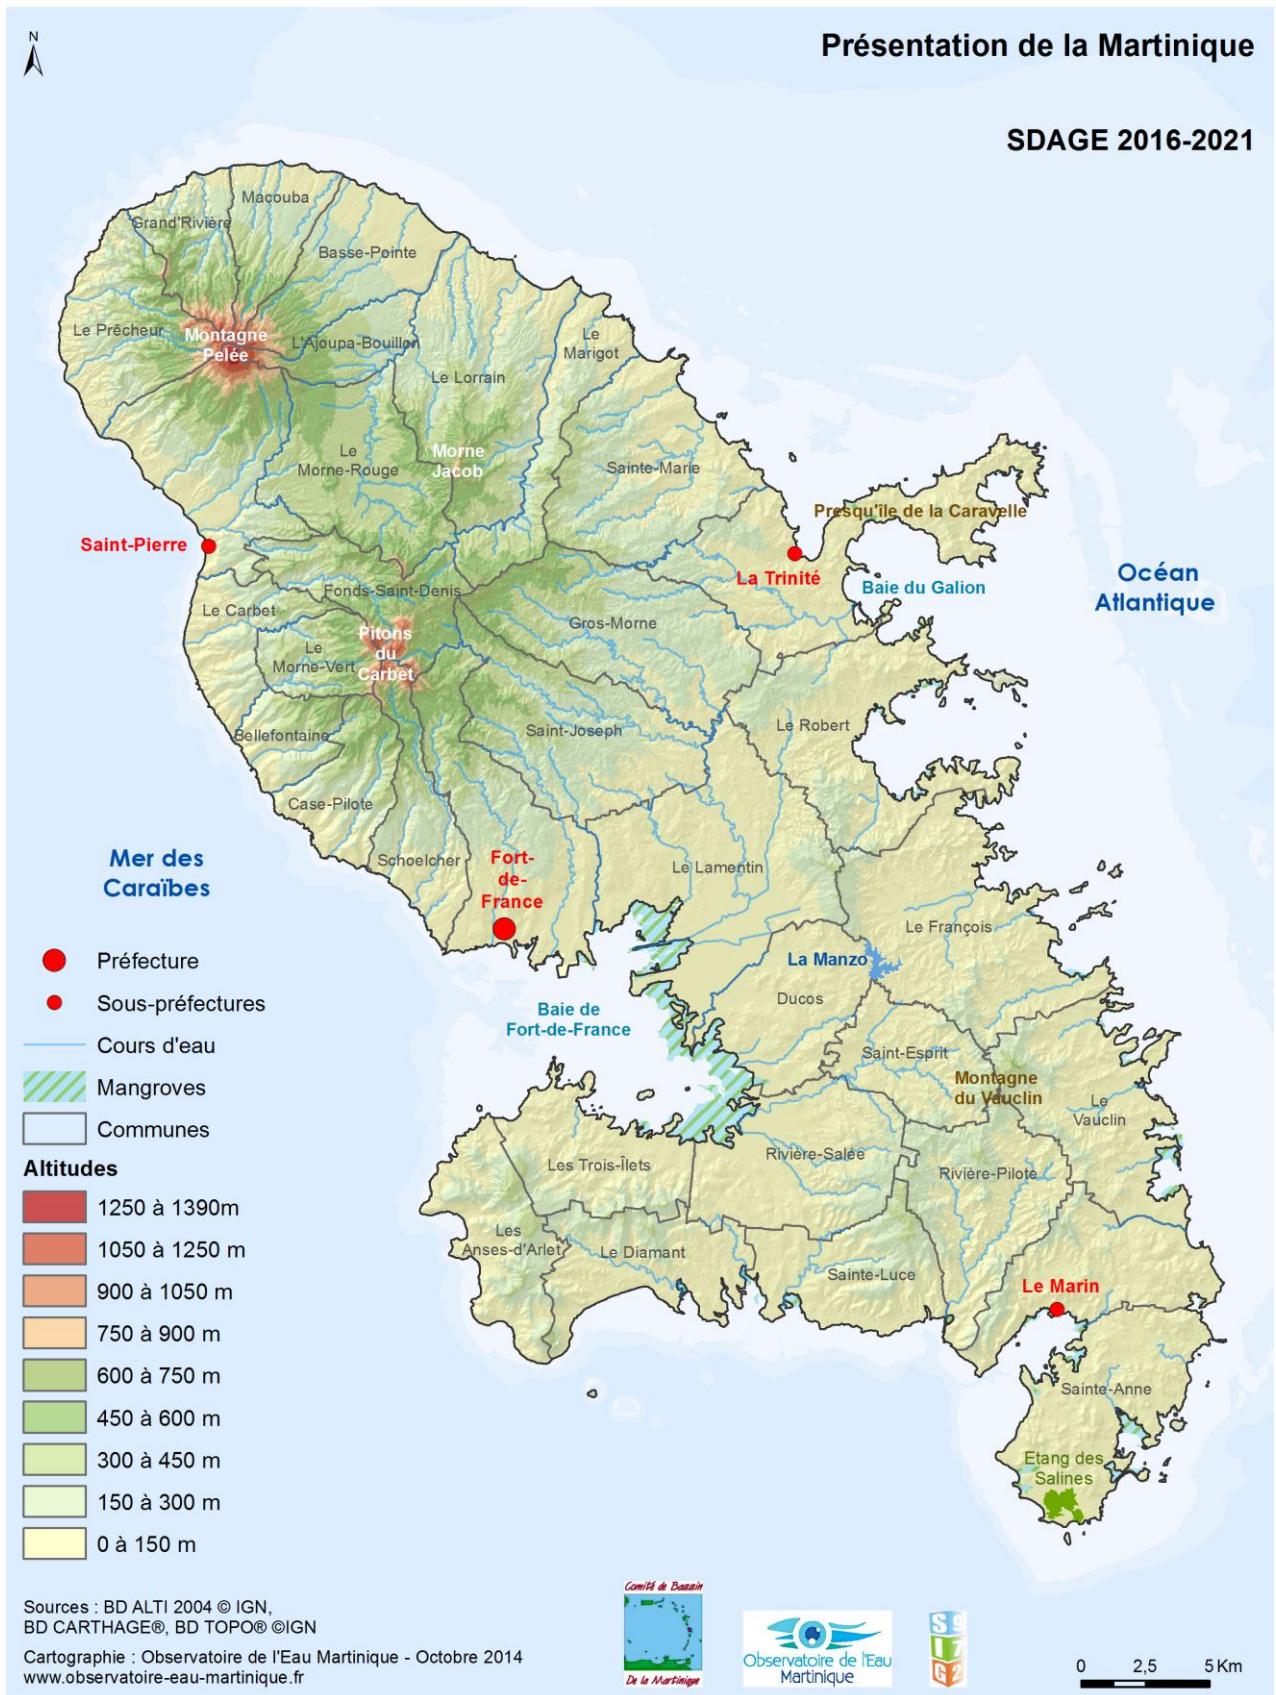 N
Présentation de la Martinique
SDAGE 2016-2021
Macouba
Grand'Rivière
Basse-Pointe
Le Prêcheur
Montagne
Pelée
L'Ajoupa-Bouillon
Le
Marigot
Le Lorrain
Morne
Jacob
Le
Morne-Rouge
Sainte-Marie
Presqu'île de la Caravelle
Saint-Pierre
La Trinité
Baie du Galion
Océan
Atlantique
Fonds-Saint-Denis
Le Carbet
Gros-Morne
Pitons
du
Carbet
Le
Morne-Vert
Le Robert
Saint-Joseph
Bellefontaine
Case-Pilote
Schoelcher
Fort-
de-
France
Le Lamentin
Mer des
Caraïbes
Le François
La Manzo
Ducos
Baie de
Fort-de-France
Saint-Esprit
Montagne
du Vauclin
Le
Vauclin
Rivière-Salée
Les Trois-Îlets
Rivière-Pilote
Les
Anses-d'Arlet
Le Diamant
Sainte-Luce
Le Marin
Sainte-Anne
Etang des
Salines
Préfecture
Sous-préfectures
Cours d'eau
Mangroves
Communes
Altitudes
1250 à 1390m
1050 à 1250 m
900 à 1050 m
750 à 900 m
600 à 750 m
450 à 600 m
300 à 450 m
150 à 300 m
0 à 150 m
Sources : BD ALTI 2004 © IGN,
BD CARTHAGE®, BD TOPO® ©IGN
Cartographie : Observatoire de l'Eau Martinique - Octobre 2014
www.observatoire-eau-martinique.fr
Comité de Bassin
De la Martinique
Observatoire de l'Eau
Martinique
S 9
I 7
G 2
0 2,5 5 Km